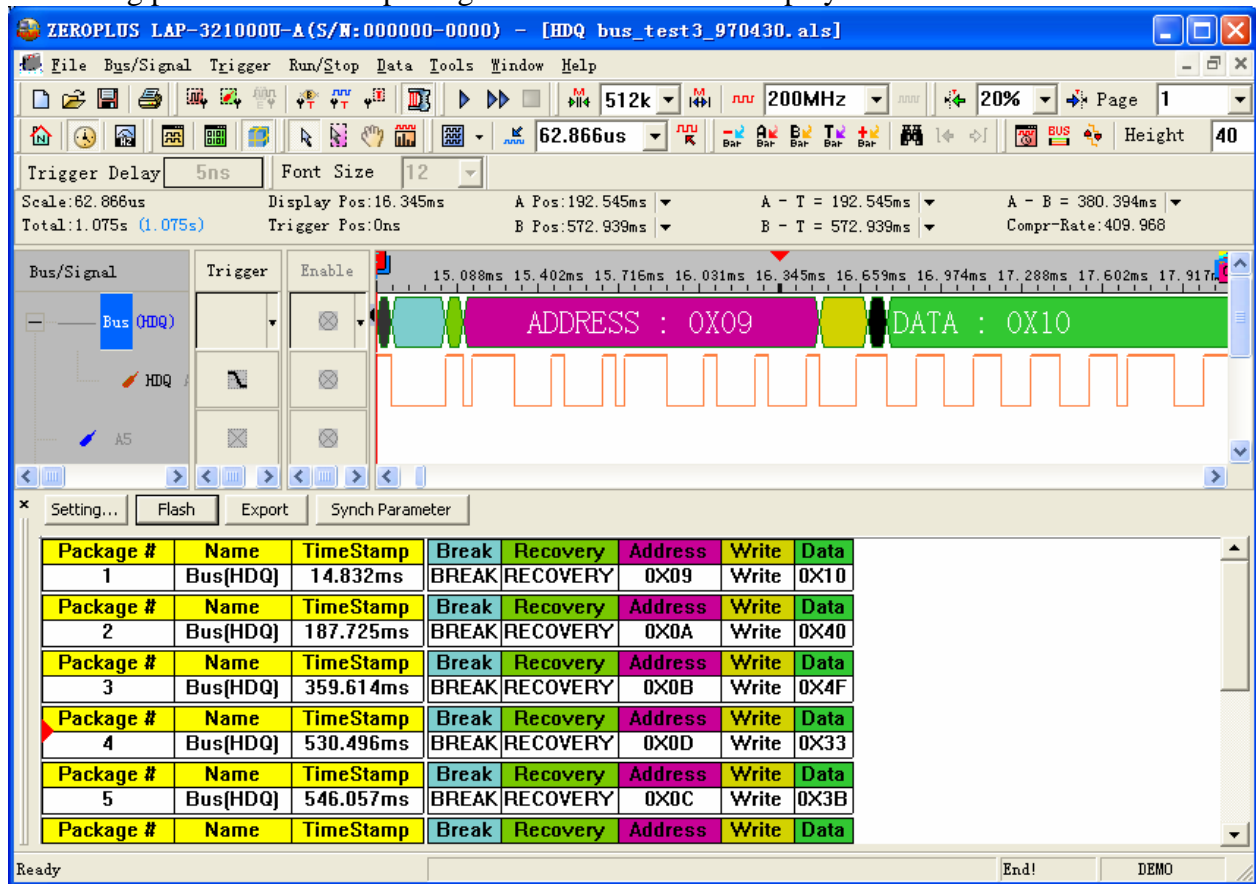 ZEROPLUS LAP-321000U-A(S/N:000000-0000) - [HDQ bus_test3_970430.als]
File Bus/Signal Trigger Run/Stop Data Tools Window Help
512k 200MHz 20% Page 1
62.866us Bar Bar Bar Bar Bar BUS Height 40
Trigger Delay 5ns Font Size 12
Scale:62.866us Display Pos:16.345ms A Pos:192.545ms A - T = 192.545ms A - B = 380.394ms
Total:1.075s (1.075s) Trigger Pos:0ns B Pos:572.939ms B - T = 572.939ms Compr-Rate:409.968
Bus/Signal Trigger Enable 15.088ms 15.402ms 15.716ms 16.031ms 16.345ms 16.659ms 16.974ms 17.288ms 17.602ms 17.917m
Bus (HDQ) ADDRESS : 0X09 DATA : 0X10
HDQ
A5
Setting... Flash Export Synch Parameter
Package # Name TimeStamp Break Recovery Address Write Data
1 Bus(HDQ) 14.832ms BREAK RECOVERY 0X09 Write 0X10
Package # Name TimeStamp Break Recovery Address Write Data
2 Bus(HDQ) 187.725ms BREAK RECOVERY 0X0A Write 0X40
Package # Name TimeStamp Break Recovery Address Write Data
3 Bus(HDQ) 359.614ms BREAK RECOVERY 0X0B Write 0X4F
Package # Name TimeStamp Break Recovery Address Write Data
4 Bus(HDQ) 530.496ms BREAK RECOVERY 0X0D Write 0X33
Package # Name TimeStamp Break Recovery Address Write Data
5 Bus(HDQ) 546.057ms BREAK RECOVERY 0X0C Write 0X3B
Package # Name TimeStamp Break Recovery Address Write Data
Ready End! DEMO